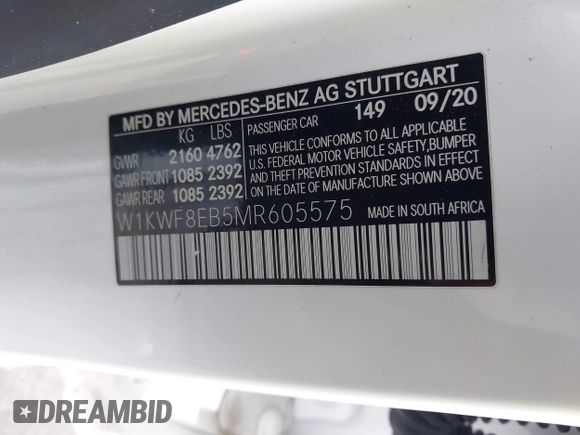 MFD BY MERCEDES-BENZ AG STUTTGART
KG LBS
PASSENGER CAR 149 09/20
GVWR 2160 4762
GAWR FRONT 1085 2392
GAWR REAR 1085 2392
THIS VEHICLE CONFORMS TO ALL APPLICABLE
U.S. FEDERAL MOTOR VEHICLE SAFETY,BUMPER
AND THEFT PREVENTION STANDARDS IN EFFECT
ON THE DATE OF MANUFACTURE SHOWN ABOVE
W1KWF8EB5MR605575 MADE IN SOUTH AFRICA
DREAMBID